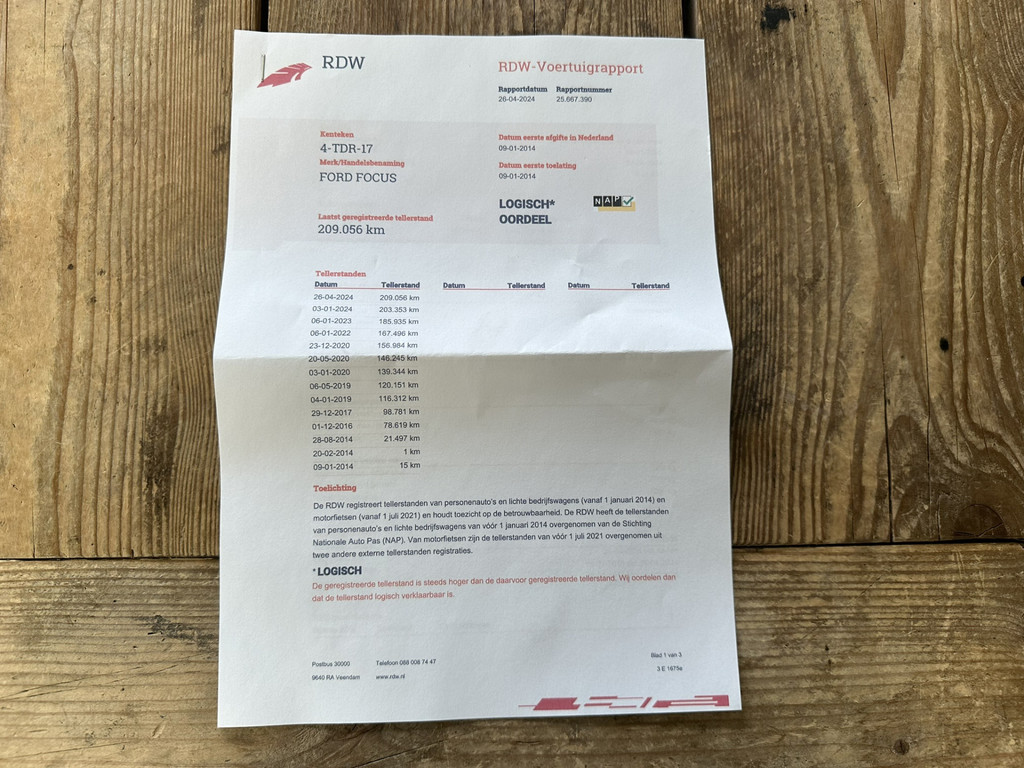 RDW
RDW-Voertuigrapport
Rapportdatum Rapportnummer
26-04-2024 25.667.390
Kenteken
4-TDR-17
Merk/Handelsbenaming
FORD FOCUS
Laatst geregistreerde tellerstand
209.056 km
Datum eerste afgifte in Nederland
09-01-2014
Datum eerste toelating
09-01-2014
LOGISCH*
OORDEEL
NAP
Tellerstanden
Datum Tellerstand Datum Tellerstand Datum Tellerstand
26-04-2024 209.056 km
03-01-2024 203.353 km
06-01-2023 185.935 km
06-01-2022 167.496 km
23-12-2020 156.984 km
20-05-2020 146.245 km
03-01-2020 139.344 km
06-05-2019 120.151 km
04-01-2019 116.312 km
29-12-2017 98.781 km
01-12-2016 78.619 km
28-08-2014 21.497 km
20-02-2014 1 km
09-01-2014 15 km
Toelichting
De RDW registreert tellerstanden van personenauto's en lichte bedrijfswagens (vanaf 1 januari 2014) en
motorfietsen (vanaf 1 juli 2021) en houdt toezicht op de betrouwbaarheid. De RDW heeft de tellerstanden
van personenauto's en lichte bedrijfswagens van vóór 1 januari 2014 overgenomen van de Stichting
Nationale Auto Pas (NAP). Van motorfietsen zijn de tellerstanden van vóór 1 juli 2021 overgenomen uit
twee andere externe tellerstanden registraties.
*LOGISCH
De geregistreerde tellerstand is steeds hoger dan de daarvoor geregistreerde tellerstand. Wij oordelen dan
dat de tellerstand logisch verklaarbaar is.
Postbus 30000 Telefoon 088 008 74 47
9640 RA Veendam www.rdw.nl
Blad 1 van 3
3 E 1675e